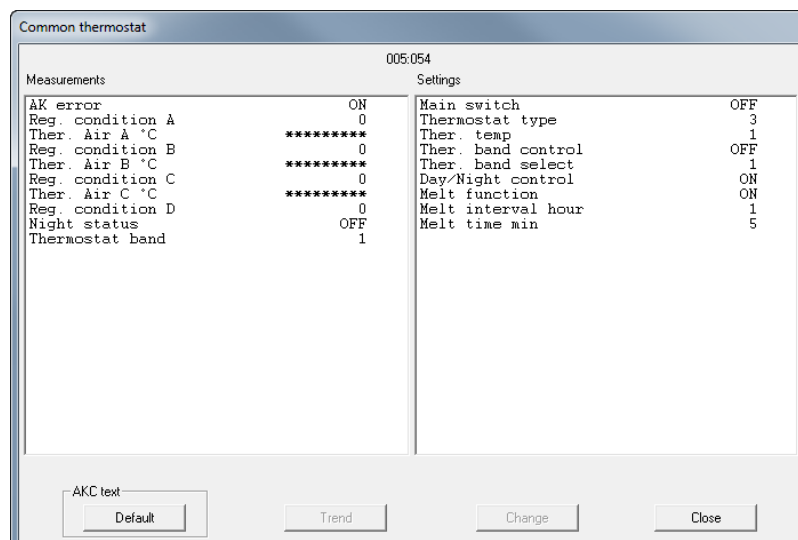 Common thermostat
005:054
Measurements
Settings
AK error ON
Reg. condition A 0
Ther. Air A °C *********
Reg. condition B 0
Ther. Air B °C *********
Reg. condition C 0
Ther. Air C °C *********
Reg. condition D 0
Night status OFF
Thermostat band 1
Main switch OFF
Thermostat type 3
Ther. temp 1
Ther. band control OFF
Ther. band select 1
Day/Night control ON
Melt function ON
Melt interval hour 1
Melt time min 5
AKC text
Default
Trend
Change
Close